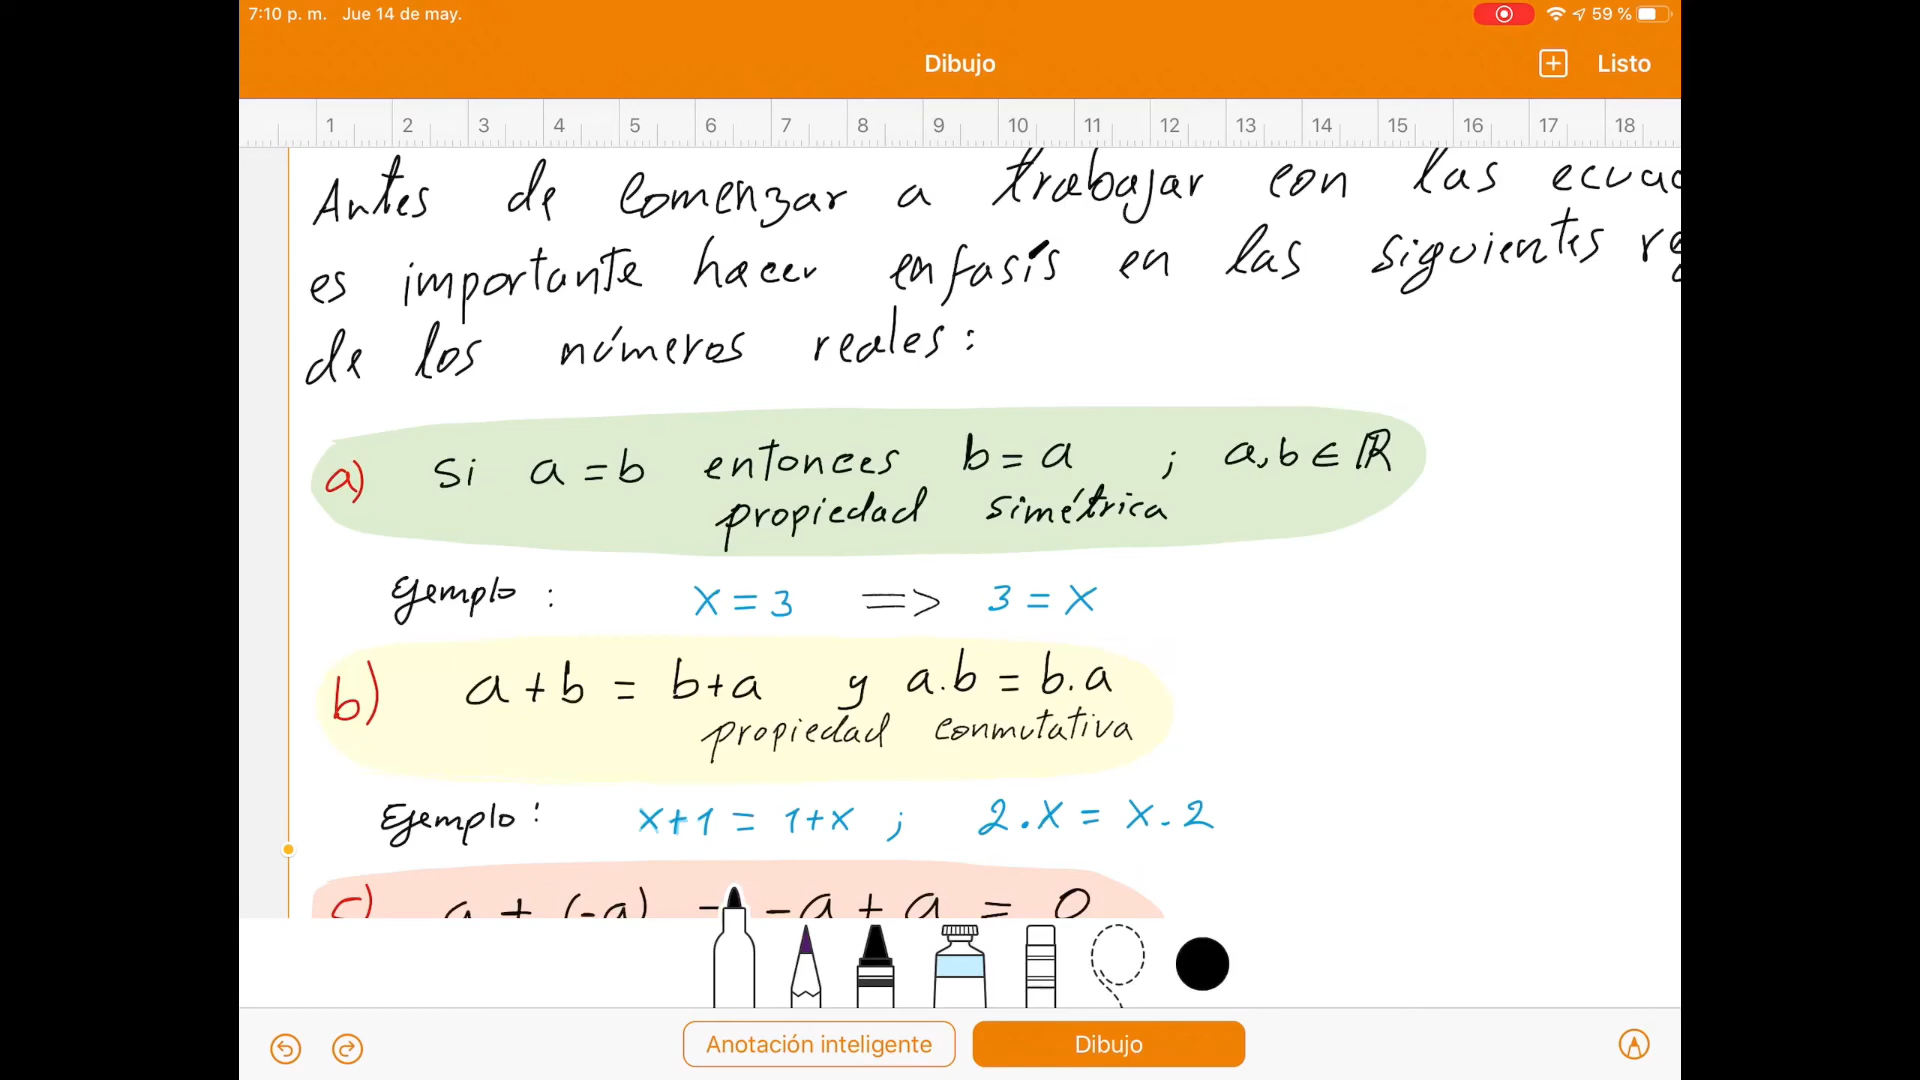 7:10 p. m. Jue 14 de may.
59 %
Dibujo
Listo
1 2 3 4 5 6 7 8 9 10 11 12 13 14 15 16 17 18
Antes de comenzar a trabajar con las ecuac
es importante hacer enfasis en las siguientes re
de los números reales:
a) Si a = b entonces b = a ; a,b ∈ ℝ
propiedad simétrica
Ejemplo : x = 3 => 3 = x
b) a + b = b + a y a.b = b.a
propiedad conmutativa
Ejemplo: x+1 = 1+x ; 2.x = x.2
c) a + (-a) = -a + a = 0
Anotación inteligente
Dibujo